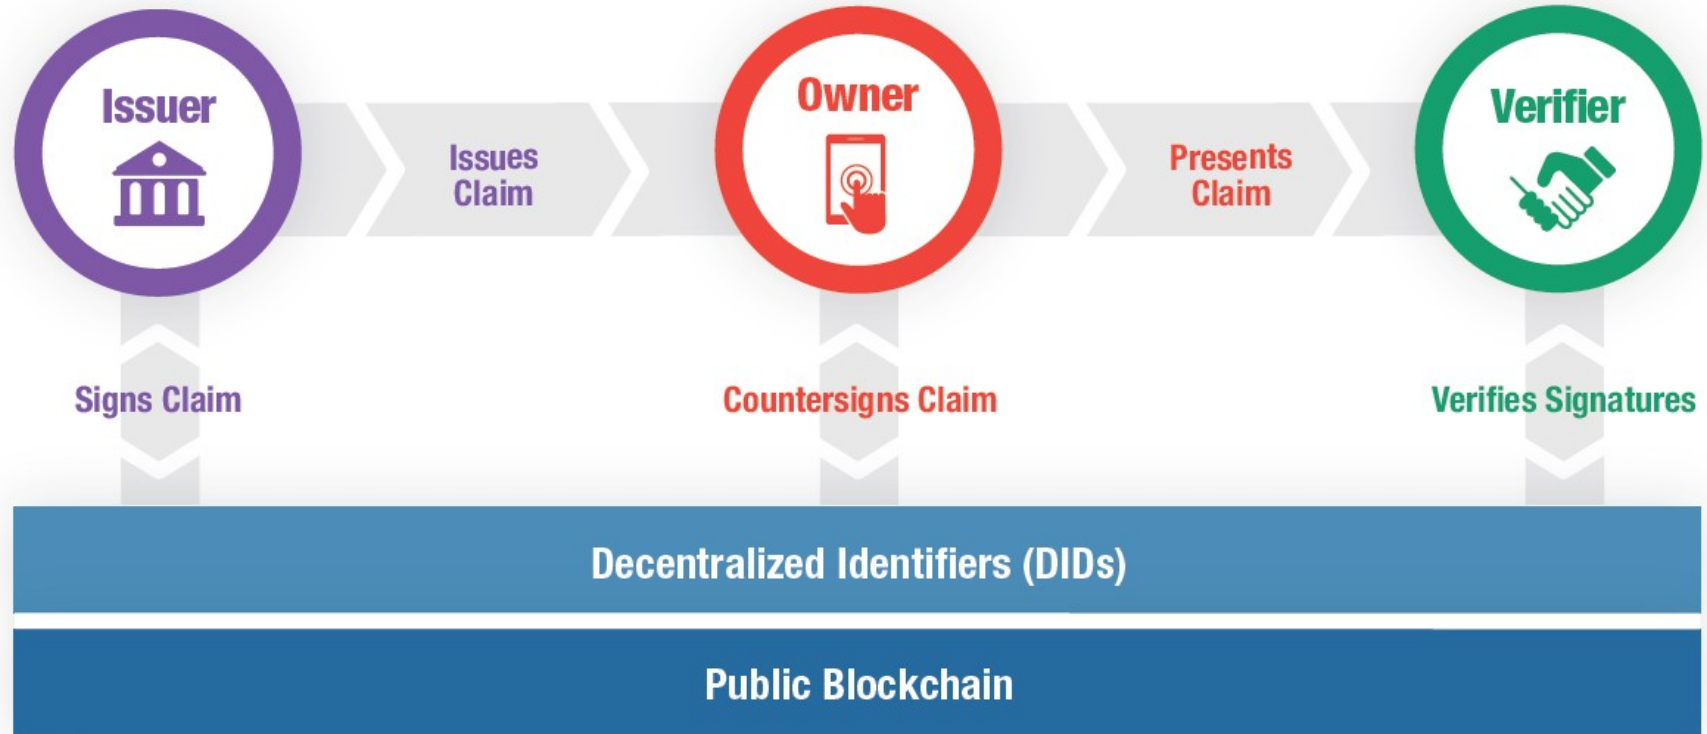 Issuer
Issues
Claim
Owner
Presents
Claim
Verifier
Signs Claim
Countersigns Claim
Verifies Signatures
Decentralized Identifiers (DIDs)
Public Blockchain